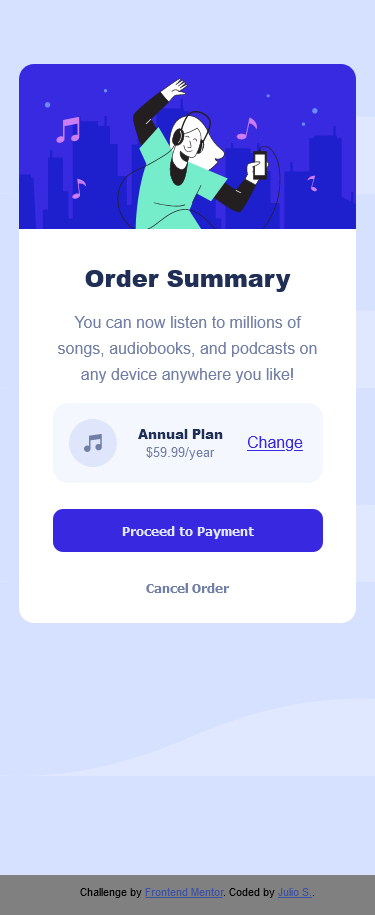 Order Summary
You can now listen to millions of
songs, audiobooks, and podcasts on
any device anywhere you like!
Annual Plan
$59.99/year
Change
Proceed to Payment
Cancel Order
Challenge by Frontend Mentor. Coded by Julio S. .